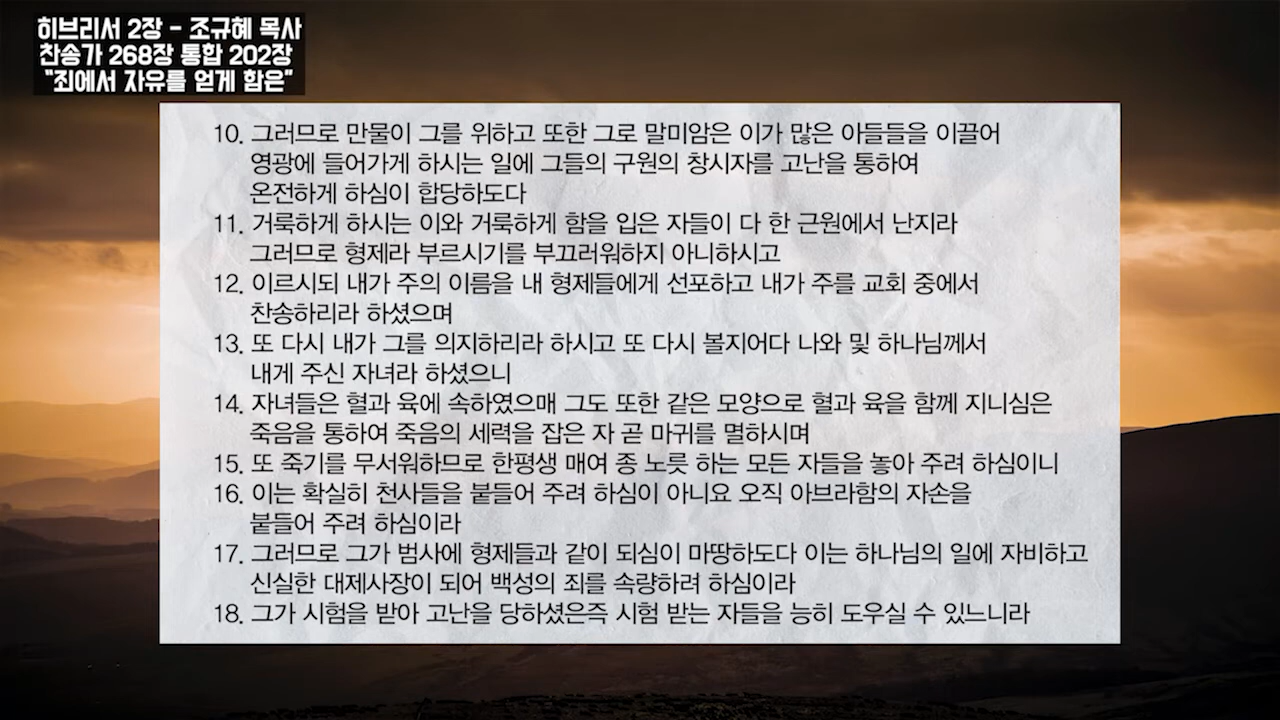 히브리서 2장 - 조규혜 목사
찬송가 268장 통합 202장
"죄에서 자유를 얻게 함은"
10. 그러므로 만물이 그를 위하고 또한 그로 말미암은 이가 많은 아들들을 이끌어
영광에 들어가게 하시는 일에 그들의 구원의 창시자를 고난을 통하여
온전하게 하심이 합당하도다
11. 거룩하게 하시는 이와 거룩하게 함을 입은 자들이 다 한 근원에서 난지라
그러므로 형제라 부르시기를 부끄러워하지 아니하시고
12. 이르시되 내가 주의 이름을 내 형제들에게 선포하고 내가 주를 교회 중에서
찬송하리라 하셨으며
13. 또 다시 내가 그를 의지하리라 하시고 또 다시 볼지어다 나와 및 하나님께서
내게 주신 자녀라 하셨으니
14. 자녀들은 혈과 육에 속하였으매 그도 또한 같은 모양으로 혈과 육을 함께 지니심은
죽음을 통하여 죽음의 세력을 잡은 자 곧 마귀를 멸하시며
15. 또 죽기를 무서워하므로 한평생 매여 종 노릇 하는 모든 자들을 놓아 주려 하심이니
16. 이는 확실히 천사들을 붙들어 주려 하심이 아니요 오직 아브라함의 자손을
붙들어 주려 하심이라
17. 그러므로 그가 범사에 형제들과 같이 되심이 마땅하도다 이는 하나님의 일에 자비하고
신실한 대제사장이 되어 백성의 죄를 속량하려 하심이라
18. 그가 시험을 받아 고난을 당하셨은즉 시험 받는 자들을 능히 도우실 수 있느니라